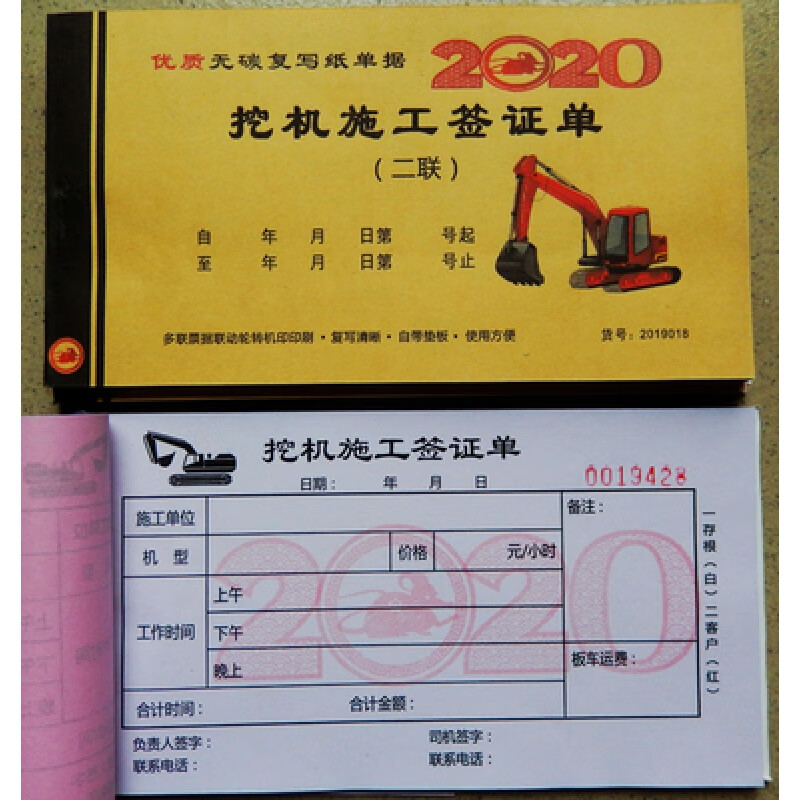 优质无碳复写纸单据 2020
挖机施工签证单
（二联）
自 年 月 日第 号起
至 年 月 日第 号止
多联票据联动轮转机印印刷·复写清晰·自带垫板·使用方便 货号：2019018
挖机施工签证单
日期： 年 月 日 0019428
施工单位 备注：
机 型 价格 元/小时
2020
工作时间 上午
下午
晚上
板车运费：
合计时间： 合计金额：
负责人签字： 司机签字：
联系电话： 联系电话：
一存根（白）二客户（红）